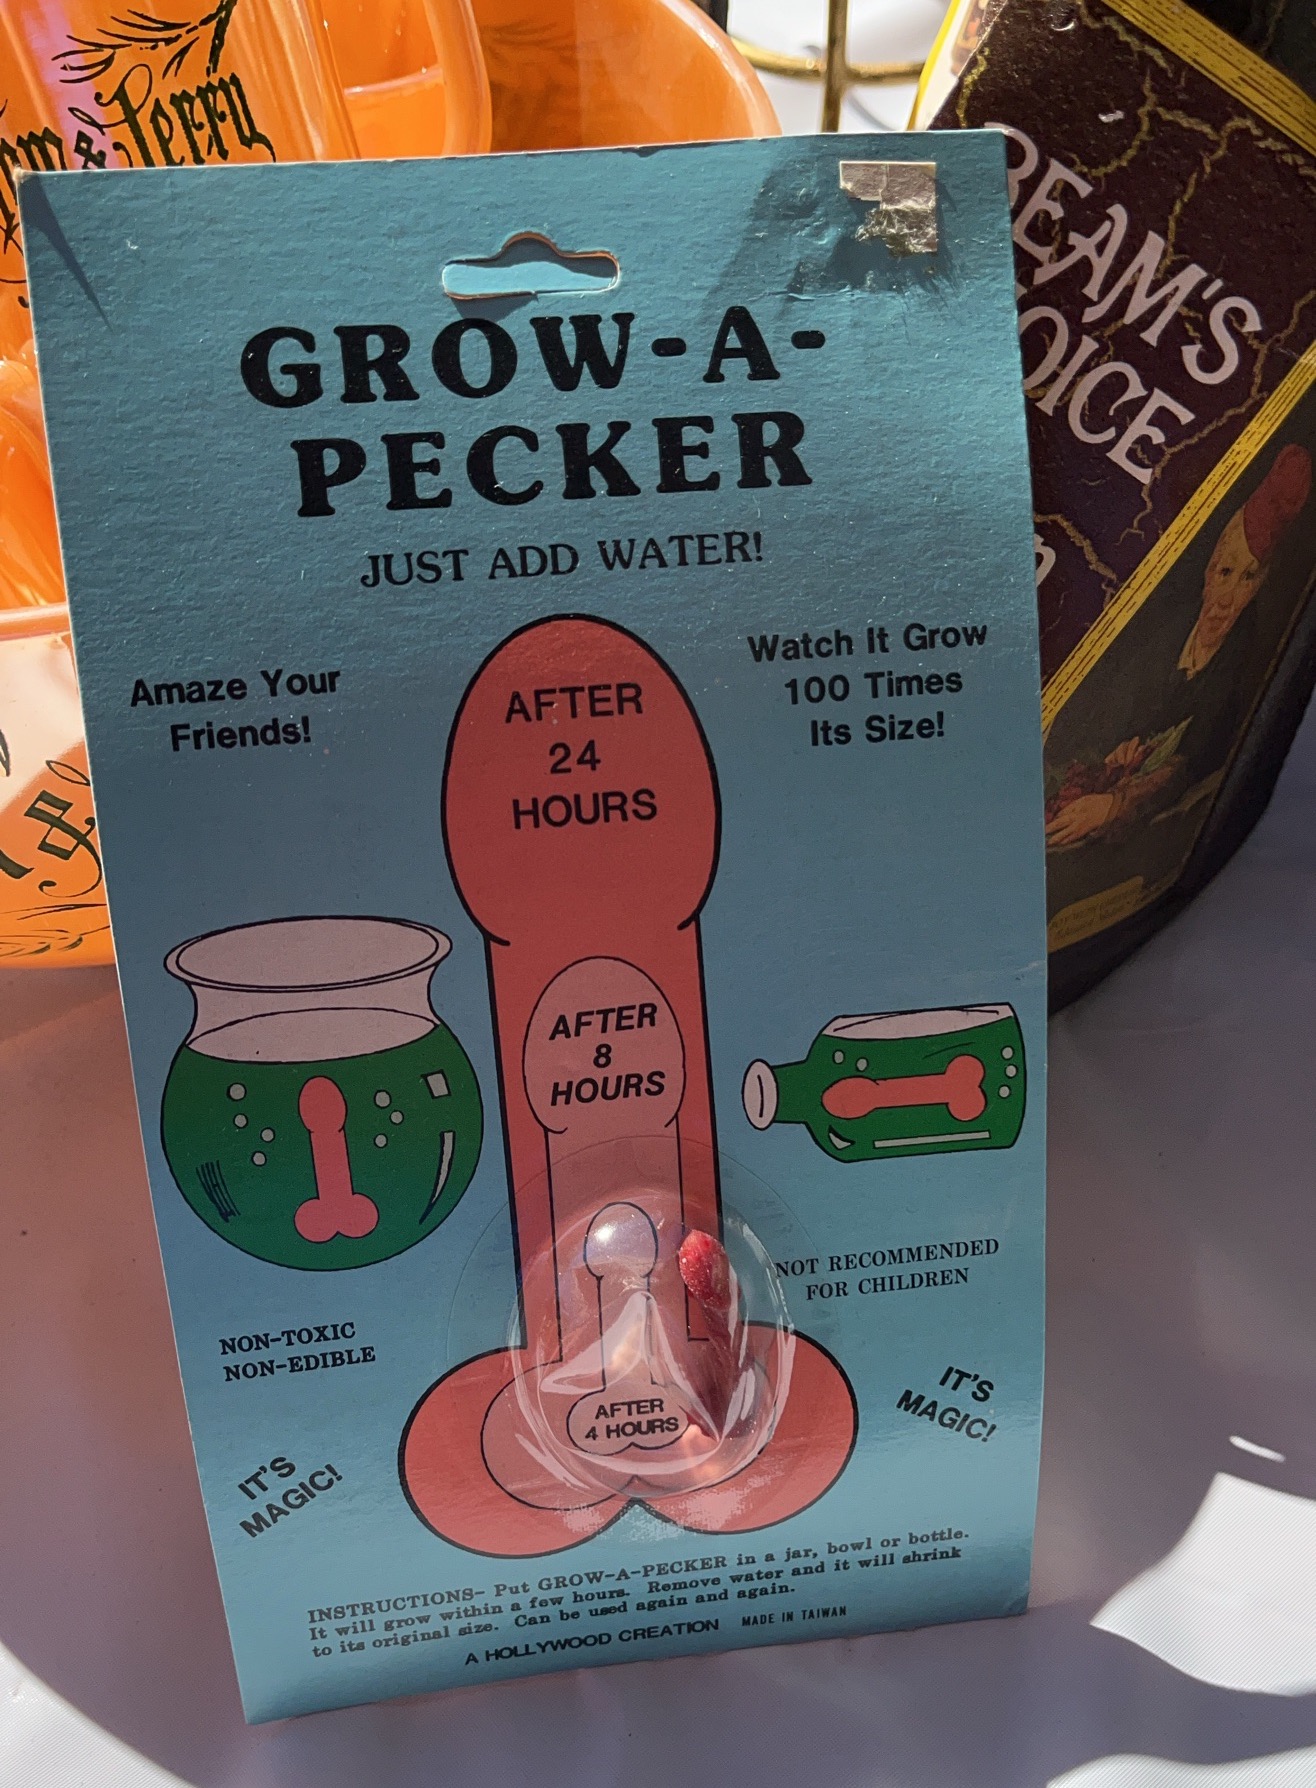 & Jerry
BEAM'S
GROW-A-
PECKER
JUST ADD WATER!
Amaze Your
Friends!
Watch It Grow
100 Times
Its Size!
AFTER
24
HOURS
AFTER
8
HOURS
AFTER
4 HOURS
NON-TOXIC
NON-EDIBLE
NOT RECOMMENDED
FOR CHILDREN
IT'S
MAGIC!
IT'S
MAGIC!
INSTRUCTIONS- Put GROW-A-PECKER in a jar, bowl or bottle.
It will grow within a few hours. Remove water and it will shrink
to its original size. Can be used again and again.
A HOLLYWOOD CREATION MADE IN TAIWAN